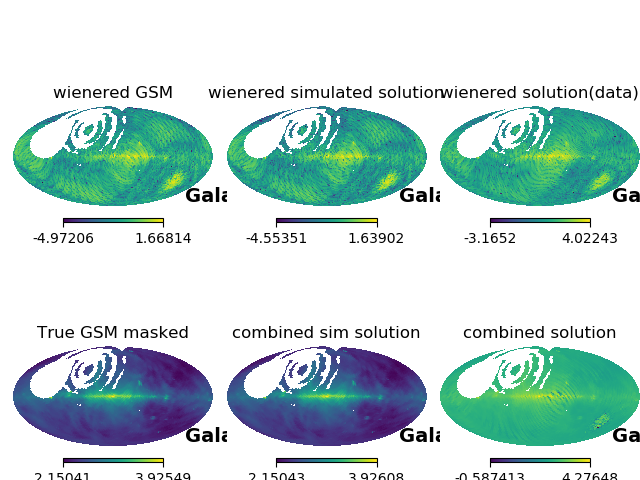 wienered GSM
wienered simulated solution
wienered solution(data)
Gala
Gala
Ga
-4.97206 1.66814
-4.55351 1.63902
-3.1652 4.02243
True GSM masked
combined sim solution
combined solution
Gala
Gala
Ga
2.15041 3.92549
2.15043 3.92608
-0.587413 4.27648